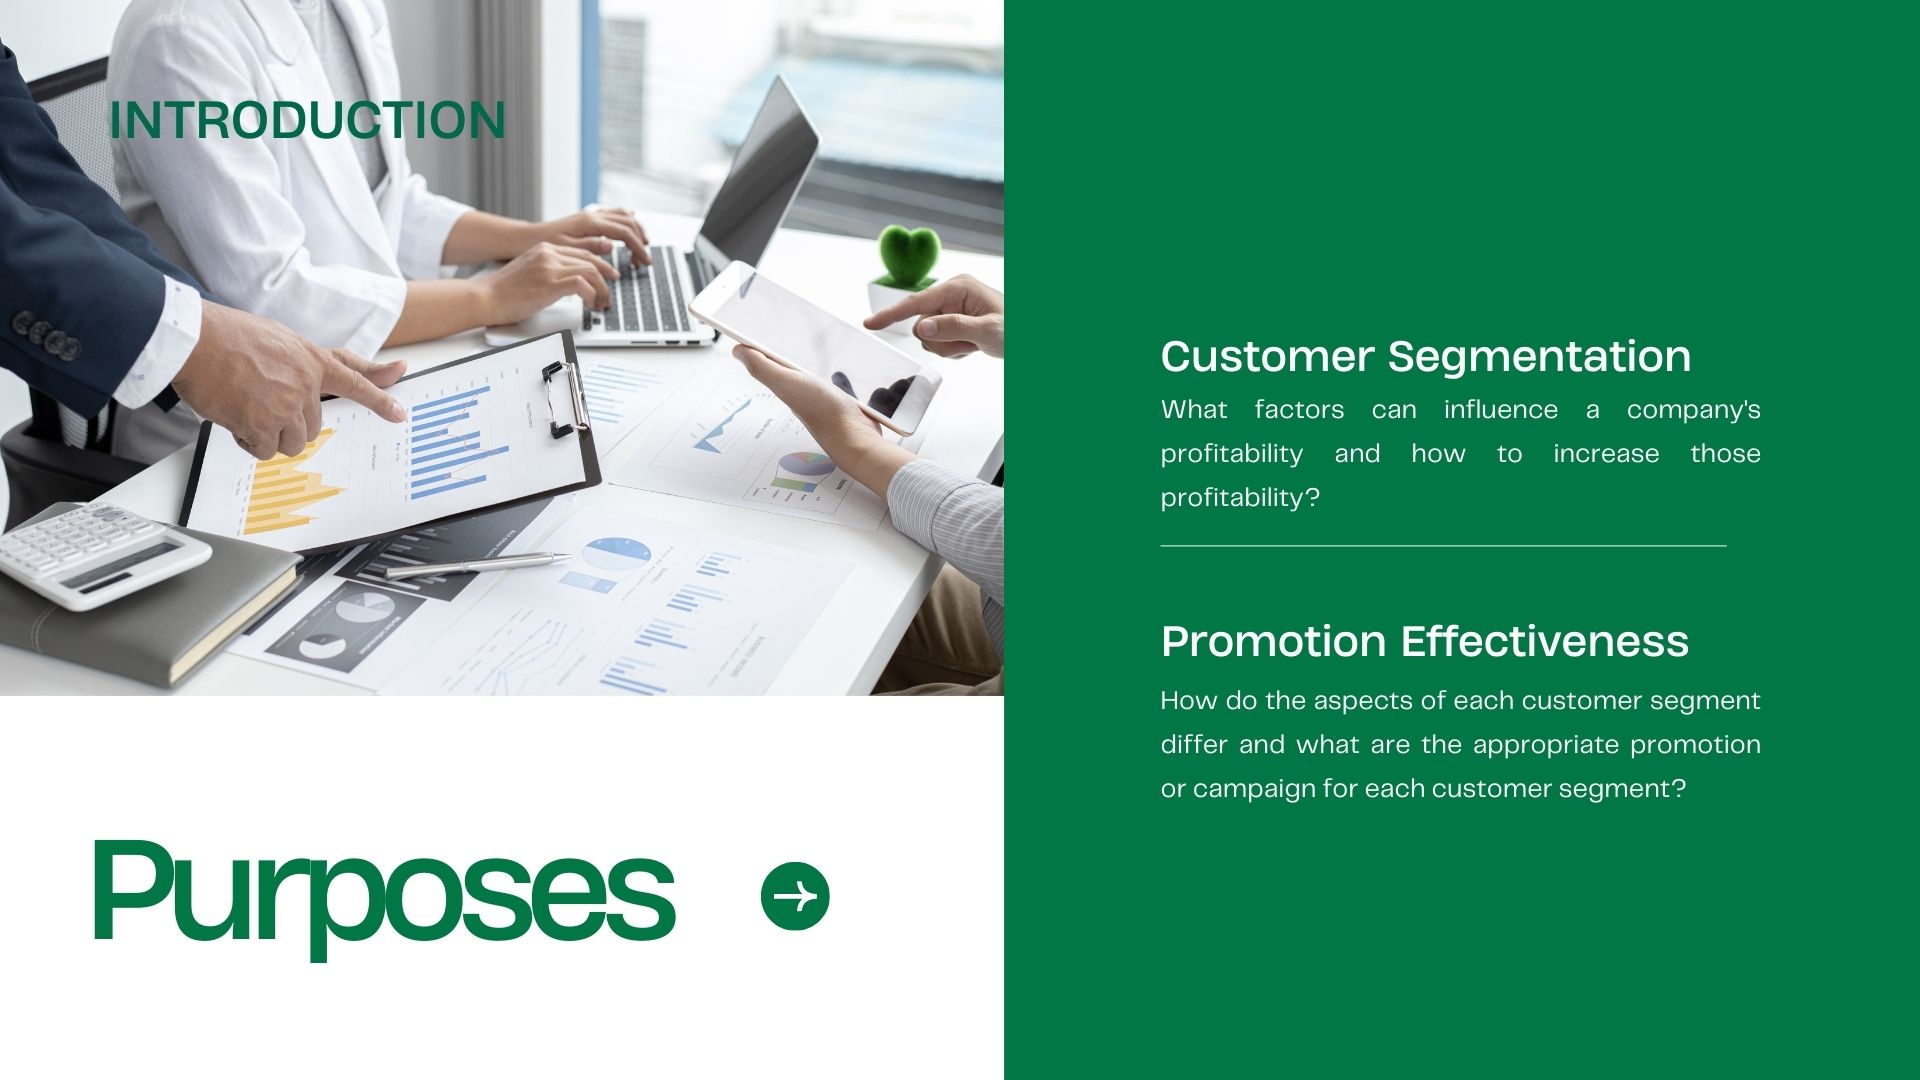 INTRODUCTION
Purposes
Customer Segmentation
What factors can influence a company's
profitability and how to increase those
profitability?
Promotion Effectiveness
How do the aspects of each customer segment
differ and what are the appropriate promotion
or campaign for each customer segment?